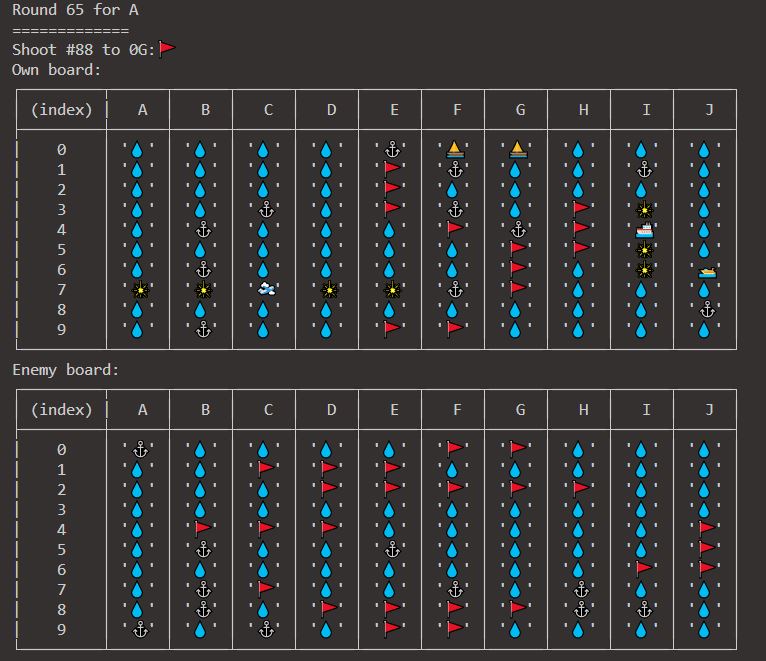 Round 65 for A
=============
Shoot #88 to 0G:🚩
Own board:
(index) A B C D E F G H I J
0 '💧' '💧' '💧' '💧' '⚓' '⛵' '⛵' '💧' '💧' '💧'
1 '💧' '💧' '💧' '💧' '🚩' '⚓' '💧' '💧' '⚓' '💧'
2 '💧' '💧' '💧' '💧' '🚩' '💧' '💧' '💧' '💧' '💧'
3 '💧' '💧' '⚓' '💧' '🚩' '⚓' '💧' '🚩' '💥' '💧'
4 '💧' '⚓' '💧' '💧' '💧' '🚩' '⚓' '🚩' '🚢' '💧'
5 '💧' '💧' '💧' '💧' '💧' '💧' '🚩' '🚩' '💥' '💧'
6 '💧' '⚓' '💧' '💧' '💧' '💧' '🚩' '💧' '💥' '🚤'
7 '💥' '💥' '🛩' '💥' '💥' '⚓' '🚩' '💧' '💧' '💧'
8 '💧' '💧' '💧' '💧' '💧' '💧' '💧' '💧' '💧' '⚓'
9 '💧' '⚓' '💧' '💧' '🚩' '🚩' '💧' '💧' '💧' '💧'
Enemy board:
(index) A B C D E F G H I J
0 '⚓' '💧' '💧' '💧' '💧' '🚩' '🚩' '💧' '💧' '💧'
1 '💧' '💧' '🚩' '🚩' '🚩' '💧' '💧' '💧' '💧' '💧'
2 '💧' '💧' '💧' '🚩' '🚩' '🚩' '🚩' '🚩' '💧' '💧'
3 '💧' '💧' '💧' '💧' '💧' '💧' '💧' '💧' '💧' '💧'
4 '💧' '🚩' '🚩' '🚩' '💧' '💧' '💧' '💧' '💧' '🚩'
5 '💧' '⚓' '💧' '💧' '⚓' '💧' '💧' '💧' '💧' '🚩'
6 '💧' '💧' '💧' '💧' '💧' '💧' '💧' '💧' '🚩' '🚩'
7 '💧' '⚓' '🚩' '💧' '💧' '⚓' '💧' '⚓' '💧' '💧'
8 '💧' '⚓' '💧' '🚩' '🚩' '🚩' '🚩' '⚓' '⚓' '💧'
9 '⚓' '💧' '⚓' '💧' '🚩' '🚩' '💧' '💧' '💧' '💧'